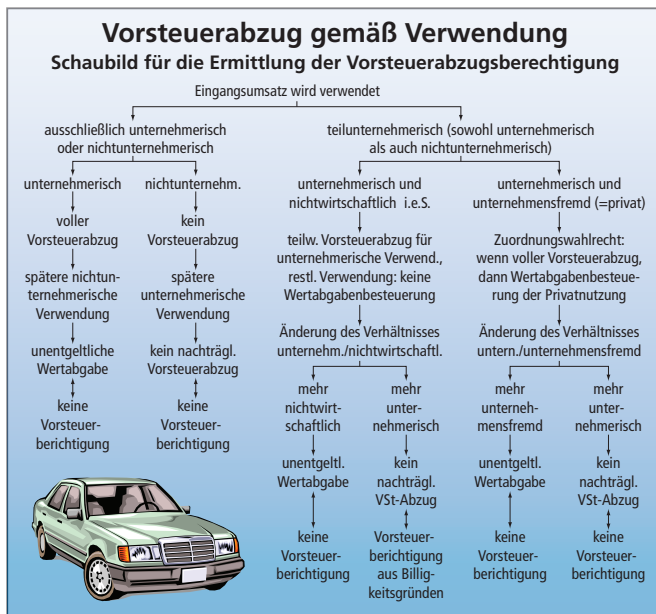 Vorsteuerabzug gemäß Verwendung
Schaubild für die Ermittlung der Vorsteuerabzugsberechtigung
Eingangsumsatz wird verwendet
ausschließlich unternehmerisch
oder nichtunternehmerisch
teilunternehmerisch (sowohl unternehmerisch
als auch nichtunternehmerisch)
unternehmerisch
voller
Vorsteuerabzug
spätere nichtun-
ternehmerische
Verwendung
unentgeltliche
Wertabgabe
keine
Vorsteuer-
berichtigung
nichtunternehm.
kein
Vorsteuerabzug
spätere
unternehmerische
Verwendung
kein nachträgl.
Vorsteuerabzug
keine
Vorsteuer-
berichtigung
unternehmerisch und
nichtwirtschaftlich i.e.S.
teilw. Vorsteuerabzug für
unternehmerische Verwend.,
restl. Verwendung: keine
Wertabgabenbesteuerung
Änderung des Verhältnisses
unternehm./nichtwirtschaftl.
mehr
nichtwirt-
schaftlich
unentgeltl.
Wertabgabe
keine
Vorsteuer-
berichtigung
mehr
unter-
nehmerisch
kein
nachträgl.
VSt-Abzug
Vorsteuer-
berichtigung
aus Billig-
keitsgründen
unternehmerisch und
unternehmensfremd (=privat)
Zuordnungswahlrecht:
wenn voller Vorsteuerabzug,
dann Wertabgabenbesteue-
rung der Privatnutzung
Änderung des Verhältnisses
untern./unternehmensfremd
mehr
unterneh-
mensfremd
unentgeltl.
Wertabgabe
keine
Vorsteuer-
berichtigung
mehr
unter-
nehmerisch
kein
nachträgl.
VSt-Abzug
keine
Vorsteuer-
berichtigung